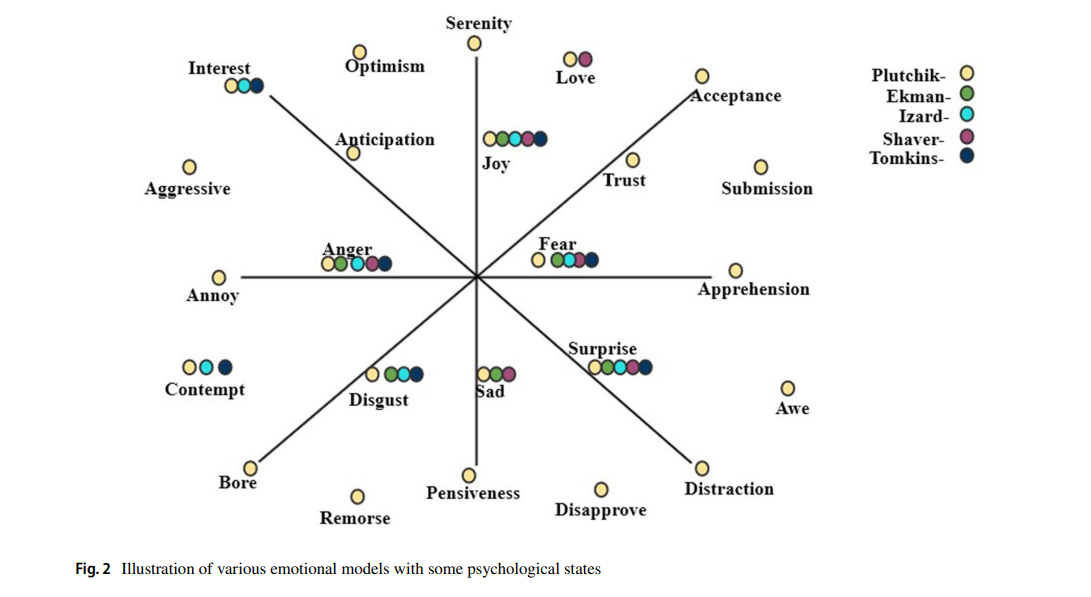 Serenity
Optimism
Love
Interest
Acceptance
Plutchik-
Ekman-
Izard-
Shaver-
Tomkins-
Anticipation
Joy
Trust
Aggressive
Submission
Anger
Fear
Annoy
Apprehension
Surprise
Contempt
Disgust
Sad
Awe
Bore
Pensiveness
Distraction
Remorse
Disapprove
Fig. 2 Illustration of various emotional models with some psychological states